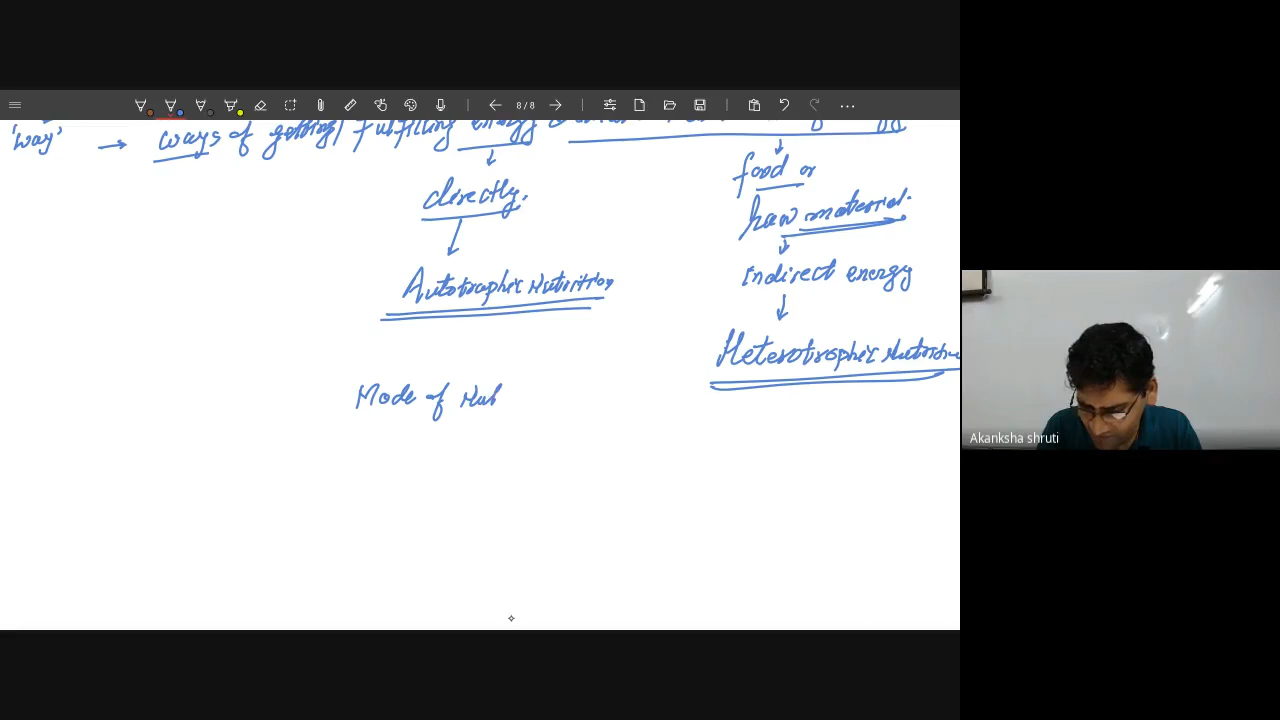 'way' → ways of getting/ fulfilling energy
directly.
Autotrophic Nutrition
food or
raw material.
indirect energy
Heterotrophic Nutrition
Mode of Nut
8/8
Akanksha shruti